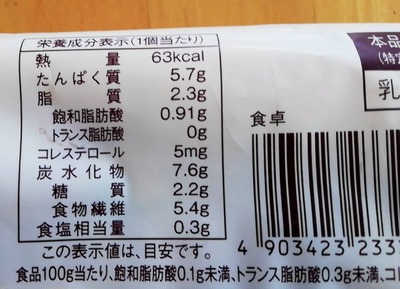 栄養成分表示(1個当たり)
熱量 63kcal
たんぱく質 5.7g
脂質 2.3g
飽和脂肪酸 0.91g
トランス脂肪酸 0g
コレステロール 5mg
炭水化物 7.6g
糖質 2.2g
食物繊維 5.4g
食塩相当量 0.3g
この表示値は、目安です。
本品
(特定
乳
食卓
4 903423 233
食品100g当たり、飽和脂肪酸0.1g未満、トランス脂肪酸0.3g未満、コレ